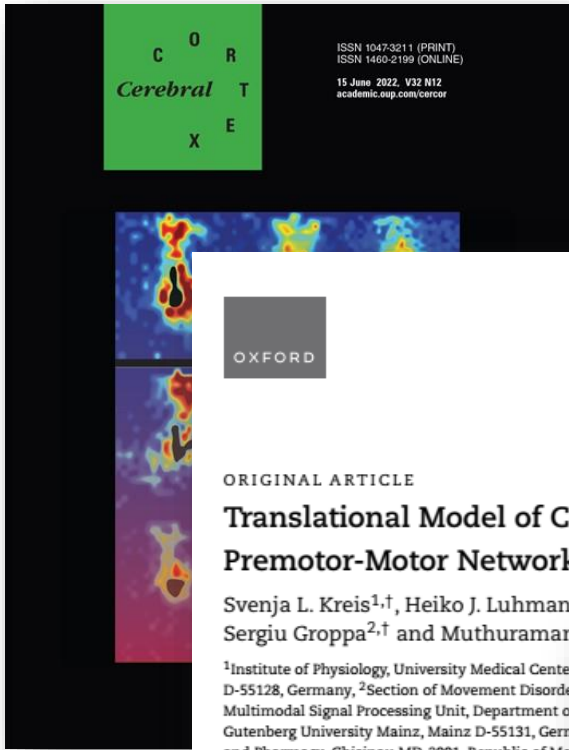 C O R T E X
Cerebral
ISSN 1047-3211 (PRINT)
ISSN 1460-2199 (ONLINE)
15 June 2022, V32 N12
academic.oup.com/cercor
OXFORD
ORIGINAL ARTICLE
Translational Model of C
Premotor-Motor Network
Svenja L. Kreis1,†, Heiko J. Luhman
Sergiu Groppa2,† and Muthuraman
1Institute of Physiology, University Medical Cente
D-55128, Germany, 2Section of Movement Disorde
Multimodal Signal Processing Unit, Department o
Gutenberg University Mainz, Mainz D-55131, Germ